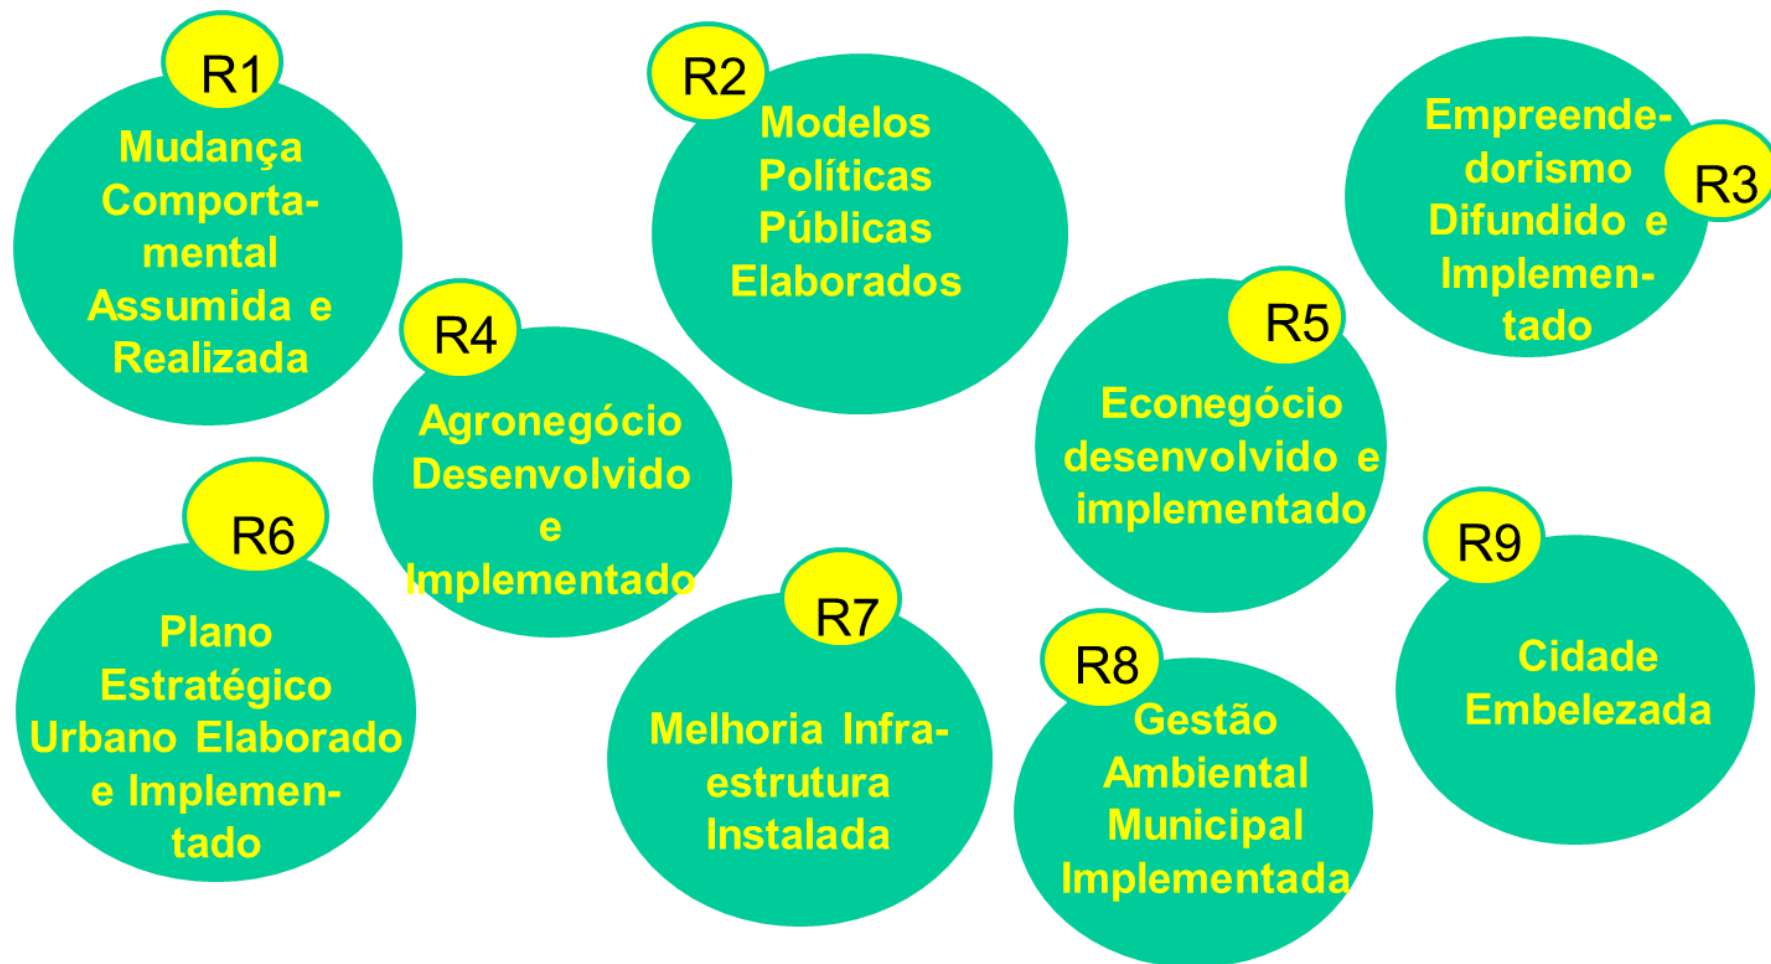 R1
Mudança
Comporta-
mental
Assumida e
Realizada
R2
Modelos
Políticas
Públicas
Elaborados
R3
Empreende-
dorismo
Difundido e
Implemen-
tado
R4
Agronegócio
Desenvolvido
e
Implementado
R5
Econegócio
desenvolvido e
implementado
R6
Plano
Estratégico
Urbano Elaborado
e Implemen-
tado
R7
Melhoria Infra-
estrutura
Instalada
R8
Gestão
Ambiental
Municipal
Implementada
R9
Cidade
Embelezada